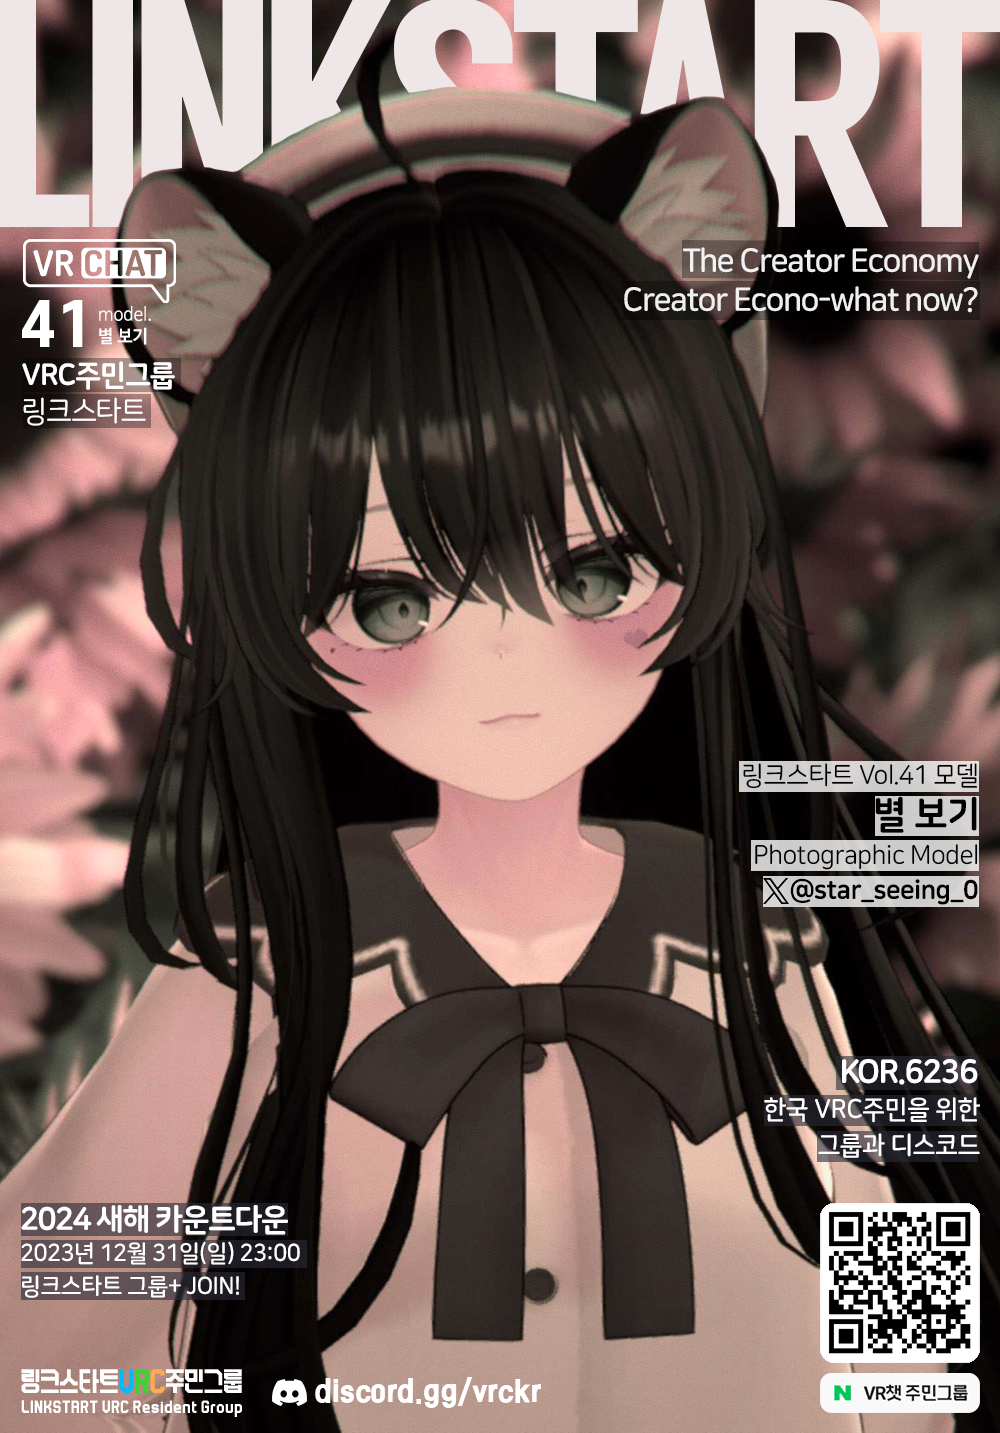 LINKSTART
VR CHAT
41 model.
별 보기
VRC주민그룹
링크스타트
The Creator Economy
Creator Econo-what now?
링크스타트 Vol.41 모델
별 보기
Photographic Model
X@star_seeing_0
KOR.6236
한국 VRC주민을 위한
그룹과 디스코드
2024 새해 카운트다운
2023년 12월 31일(일) 23:00
링크스타트 그룹+ JOIN!
링크스타트VRC주민그룹
LINKSTART VRC Resident Group
discord.gg/vrckr
N VR챗 주민그룹